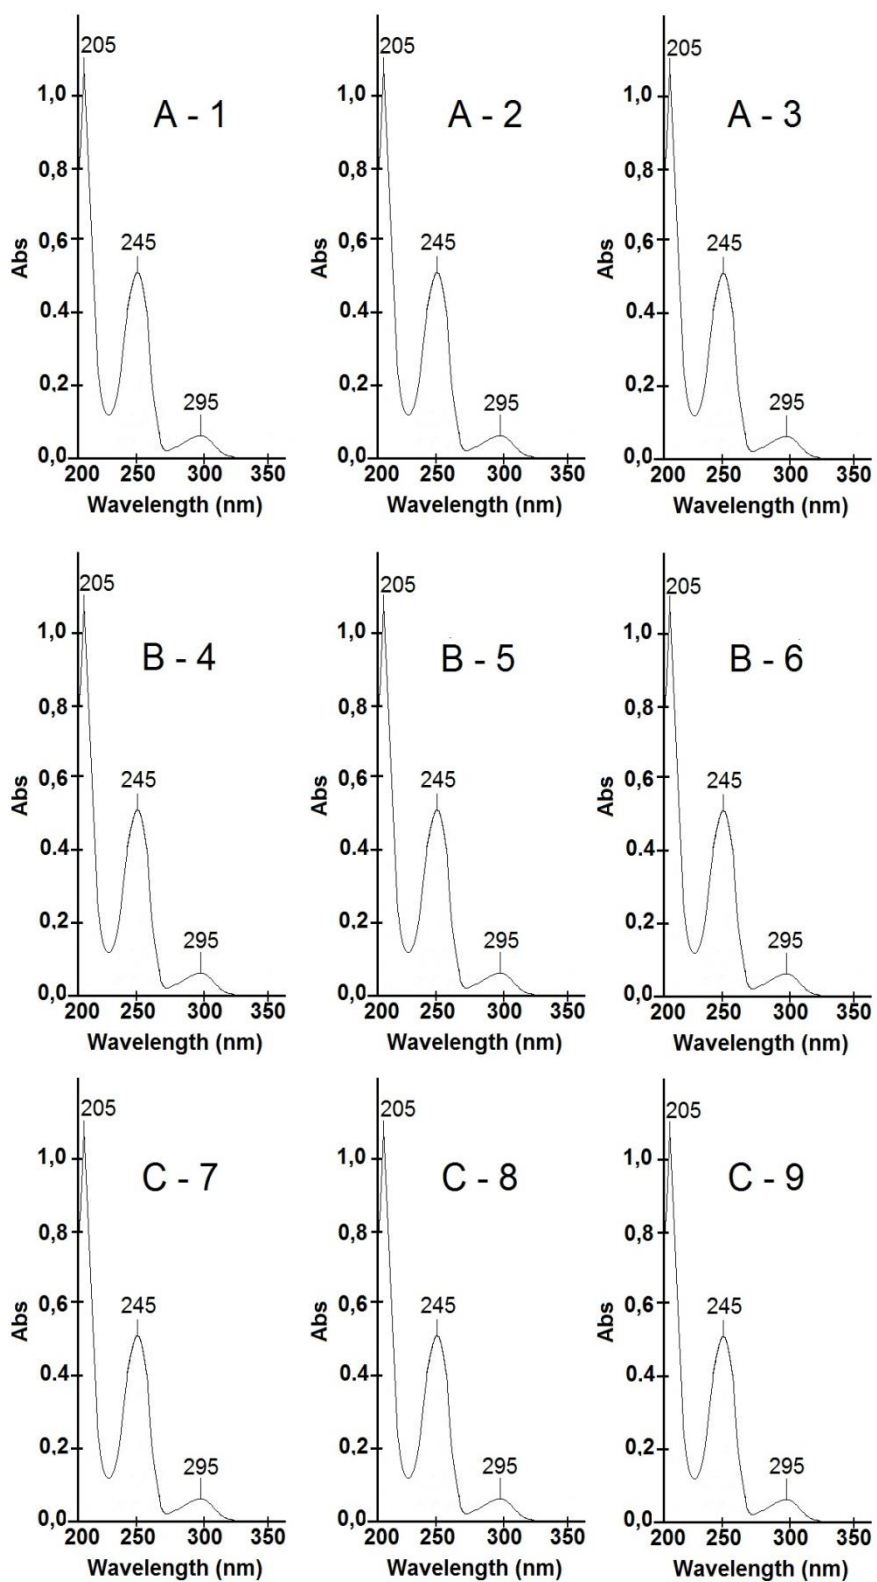 205
1,0
A - 1
0,8
0,6
245
Abs
0.4
0,2
295
0,0
200 250 300 350
Wavelength (nm)
205
1,0
A - 2
0,8
0,6
245
Abs
0.4
0,2
295
0,0
200 250 300 350
Wavelength (nm)
205
1,0
A - 3
0,8
0,6
245
Abs
0.4
0,2
295
0,0
200 250 300 350
Wavelength (nm)
205
1,0
B - 4
0,8
0,6
245
Abs
0.4
0,2
295
0,0
200 250 300 350
Wavelength (nm)
205
1,0
B - 5
0,8
0,6
245
Abs
0.4
0,2
295
0,0
200 250 300 350
Wavelength (nm)
205
1,0
B - 6
0,8
0,6
245
Abs
0.4
0,2
295
0,0
200 250 300 350
Wavelength (nm)
205
1,0
C - 7
0,8
0,6
245
Abs
0.4
0,2
295
0,0
200 250 300 350
Wavelength (nm)
205
1,0
C - 8
0,8
0,6
245
Abs
0.4
0,2
295
0,0
200 250 300 350
Wavelength (nm)
205
1,0
C - 9
0,8
0,6
245
Abs
0.4
0,2
295
0,0
200 250 300 350
Wavelength (nm)